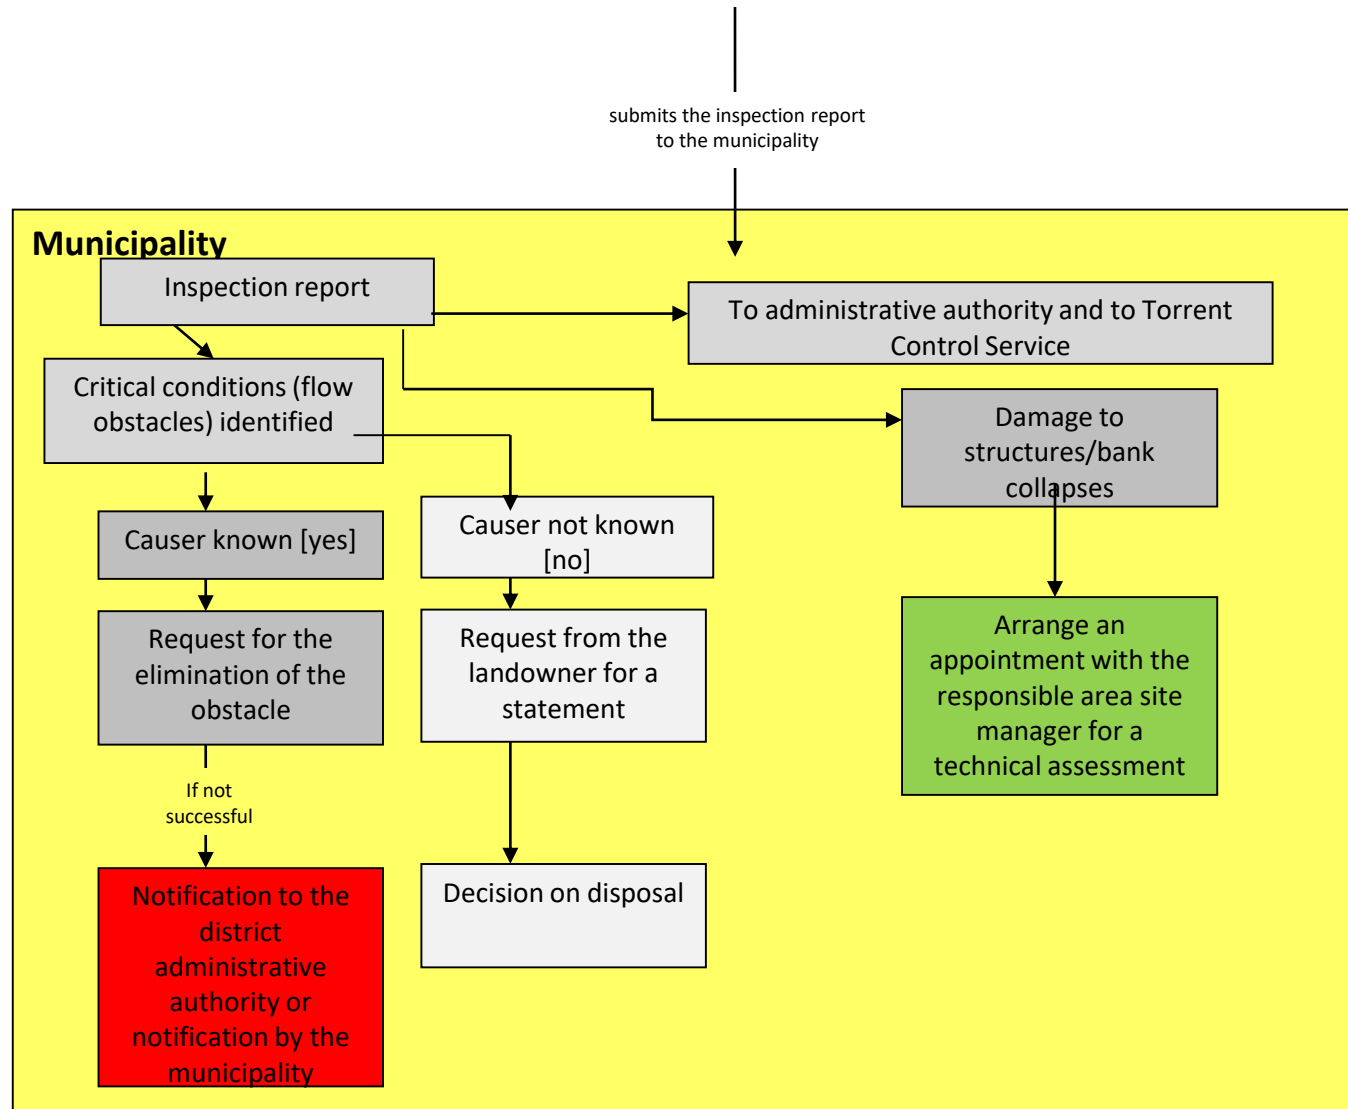 submits the inspection report
to the municipality
Municipality
Inspection report
To administrative authority and to Torrent
Control Service
Critical conditions (flow
obstacles) identified
Damage to
structures/bank
collapses
Causer known [yes]
Causer not known
[no]
Request for the
elimination of the
obstacle
Request from the
landowner for a
statement
Arrange an
appointment with the
responsible area site
manager for a
technical assessment
If not
successful
Notification to the
district
administrative
authority or
notification by the
municipality
Decision on disposal